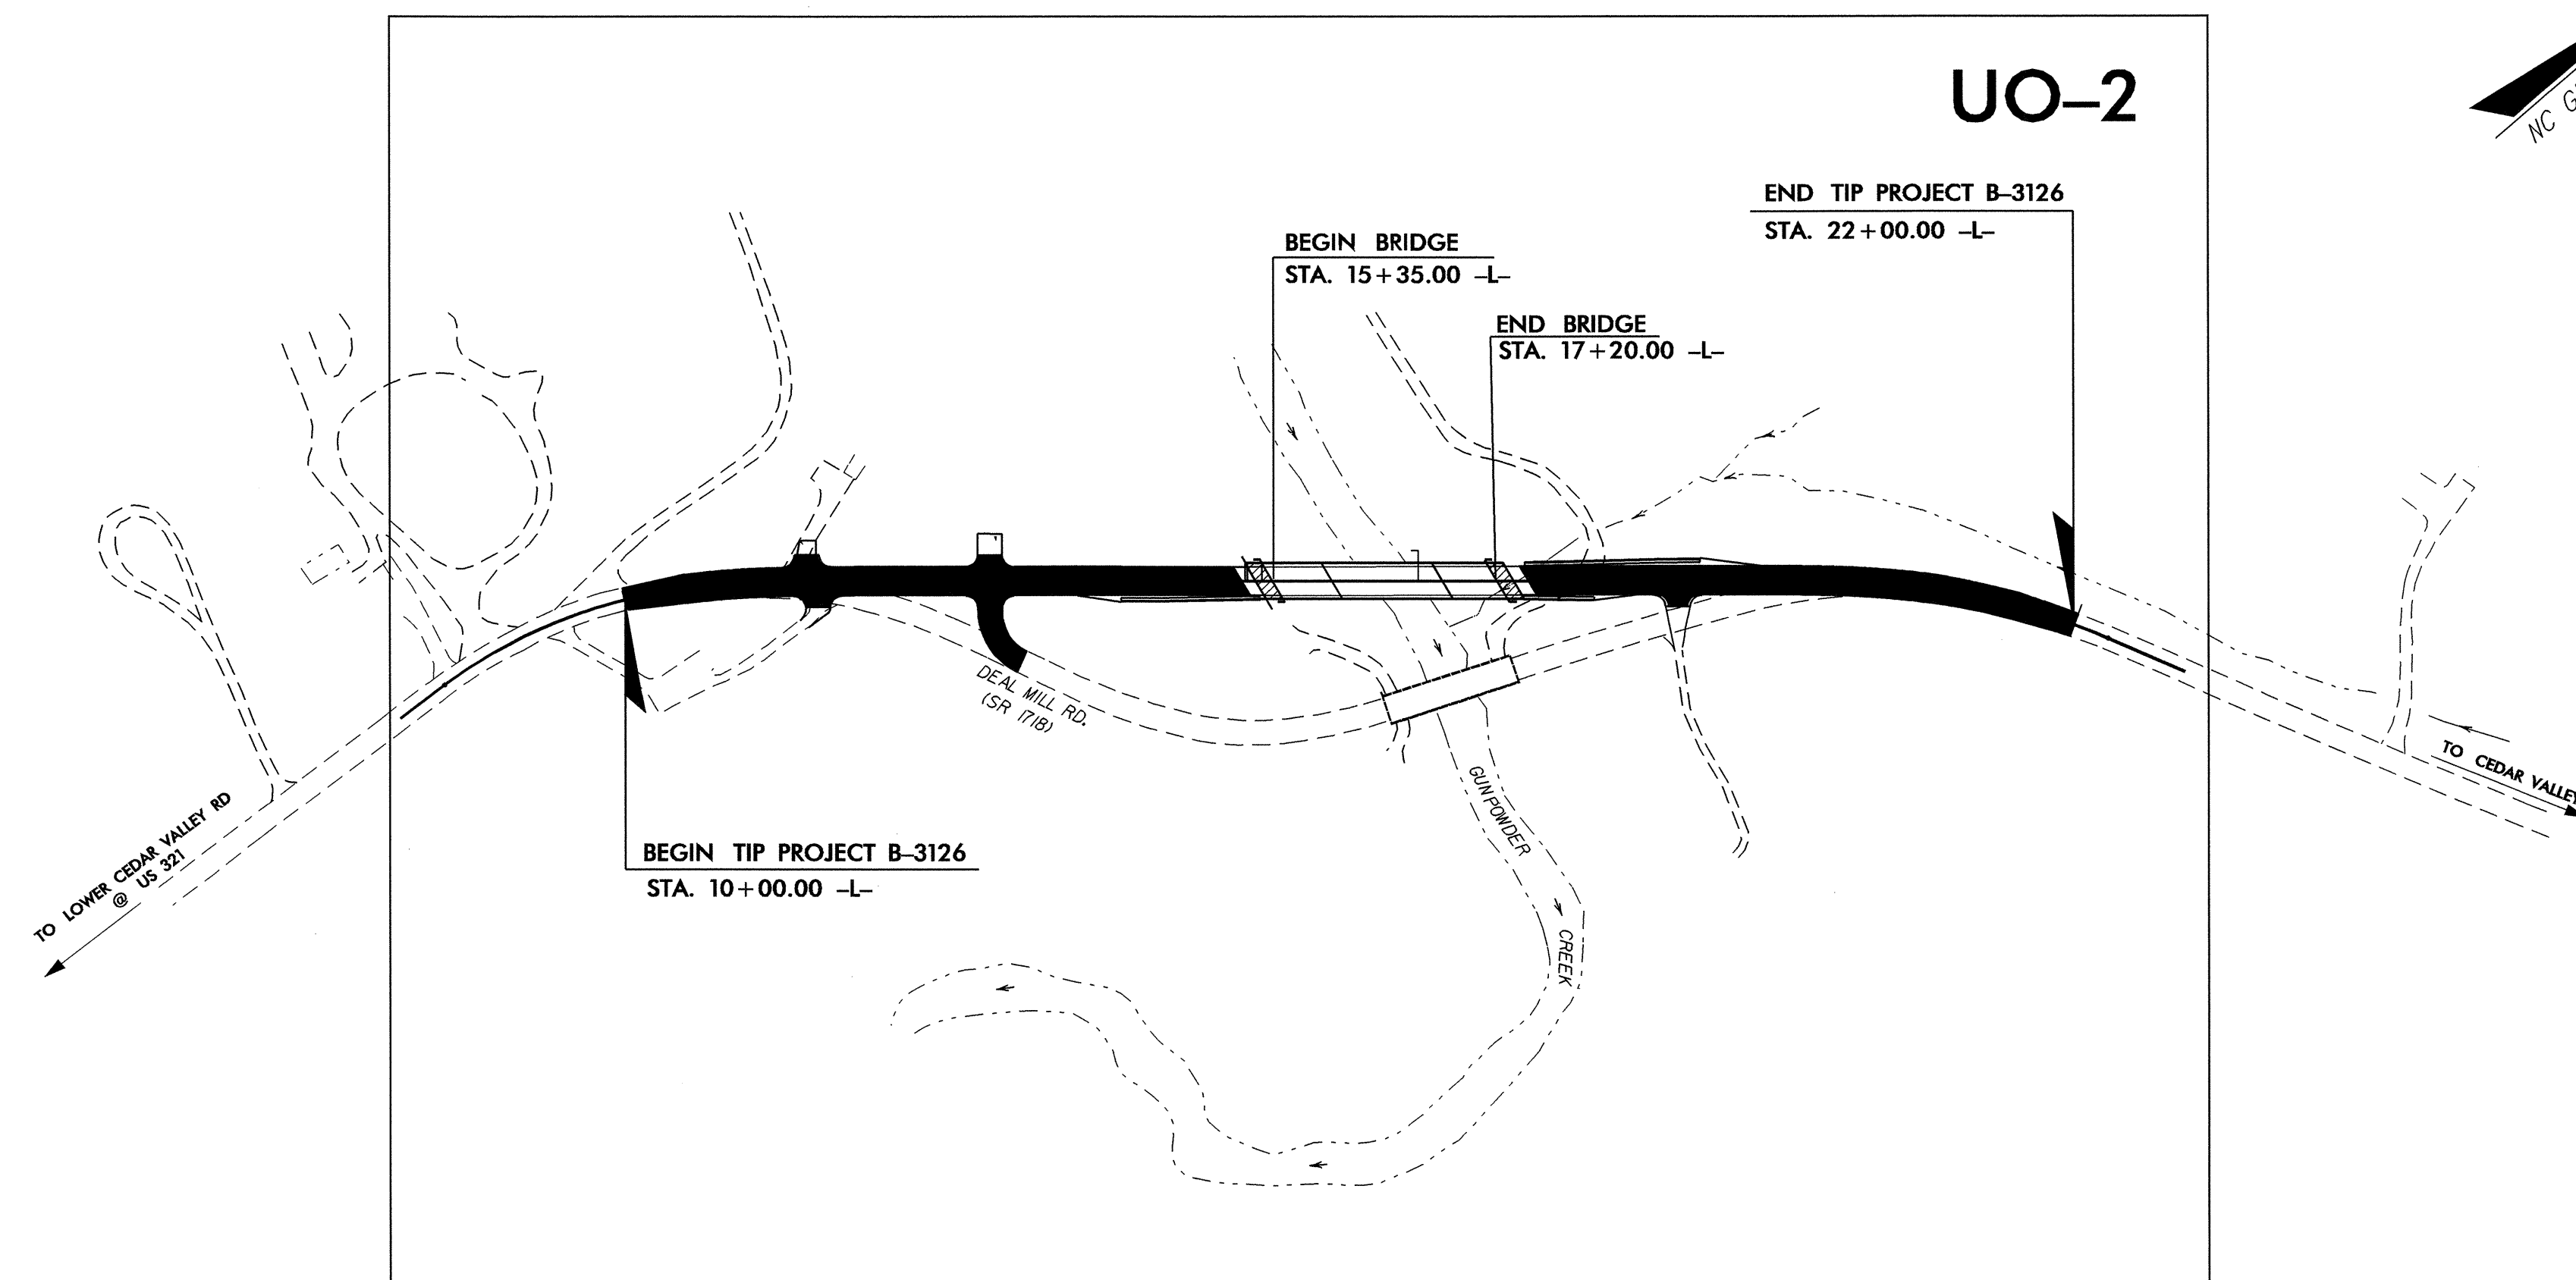 UO–2
NC
END TIP PROJECT B–3126
STA. 22+00.00 –L–
BEGIN BRIDGE
STA. 15+35.00 –L–
END BRIDGE
STA. 17+20.00 –L–
DEAL MILL RD.
(SR 1718)
GUNPOWDER
CREEK
TO CEDAR VALLEY
TO LOWER CEDAR VALLEY RD
@ US 321
BEGIN TIP PROJECT B–3126
STA. 10+00.00 –L–